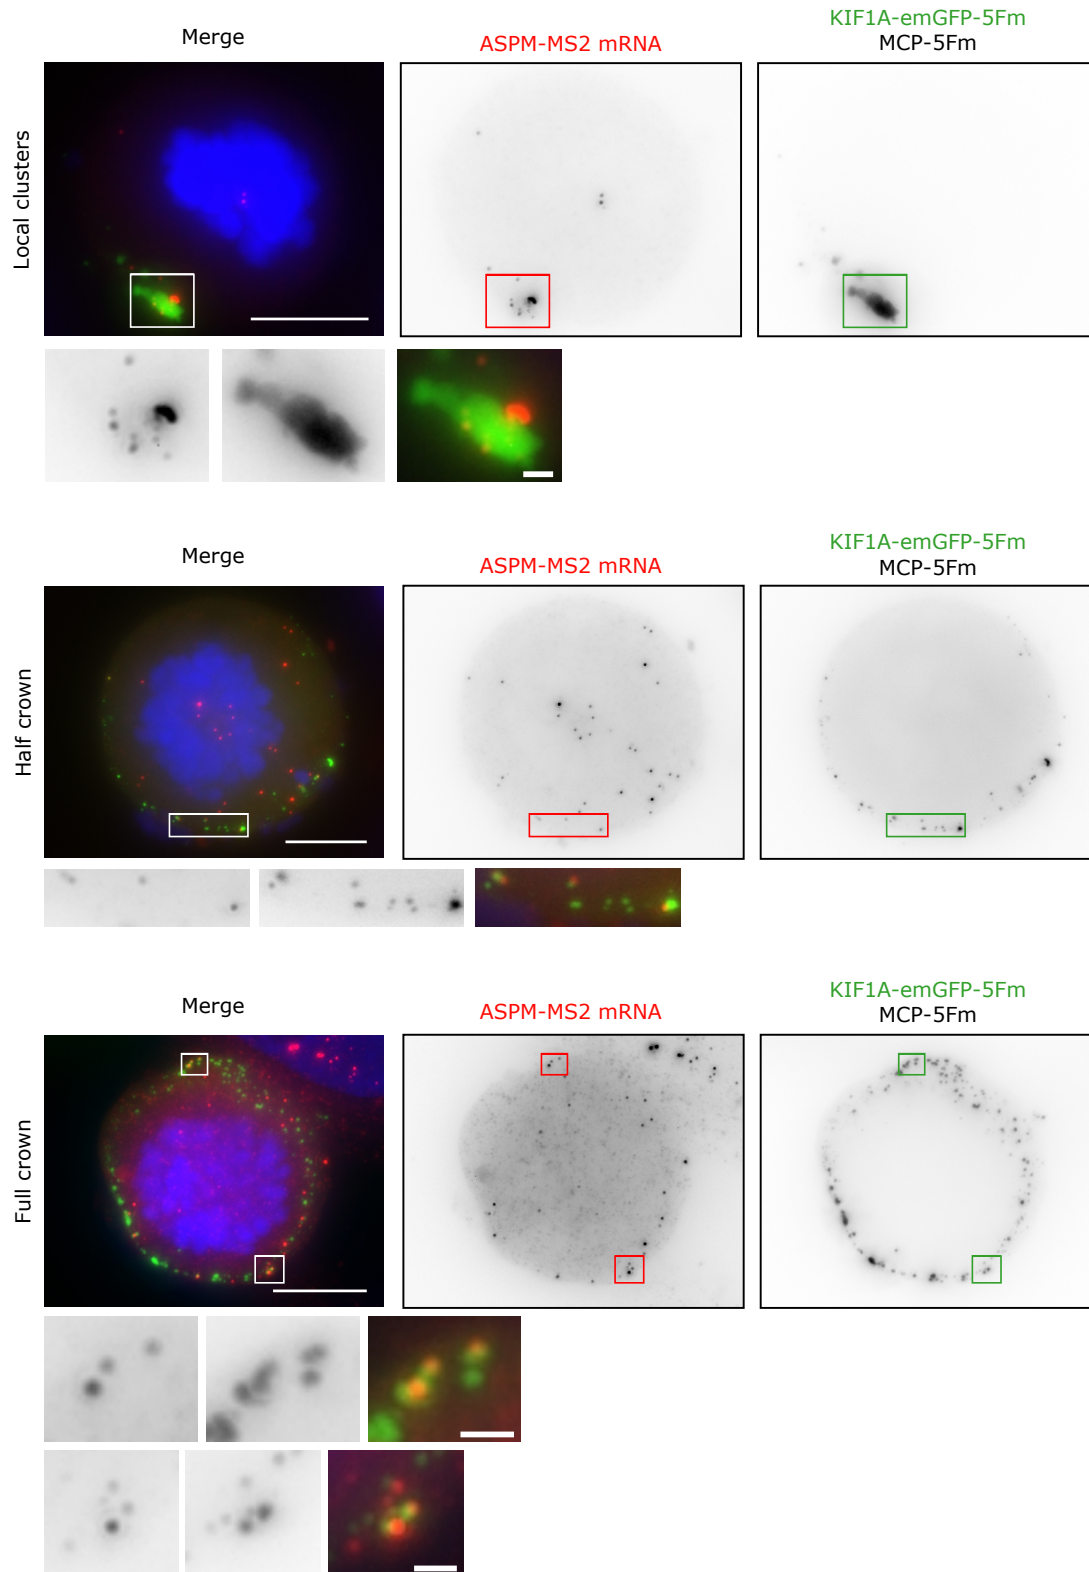 Merge
ASPM-MS2 mRNA
KIF1A-emGFP-5Fm
MCP-5Fm
Local clusters
Merge
ASPM-MS2 mRNA
KIF1A-emGFP-5Fm
MCP-5Fm
Half crown
Merge
ASPM-MS2 mRNA
KIF1A-emGFP-5Fm
MCP-5Fm
Full crown